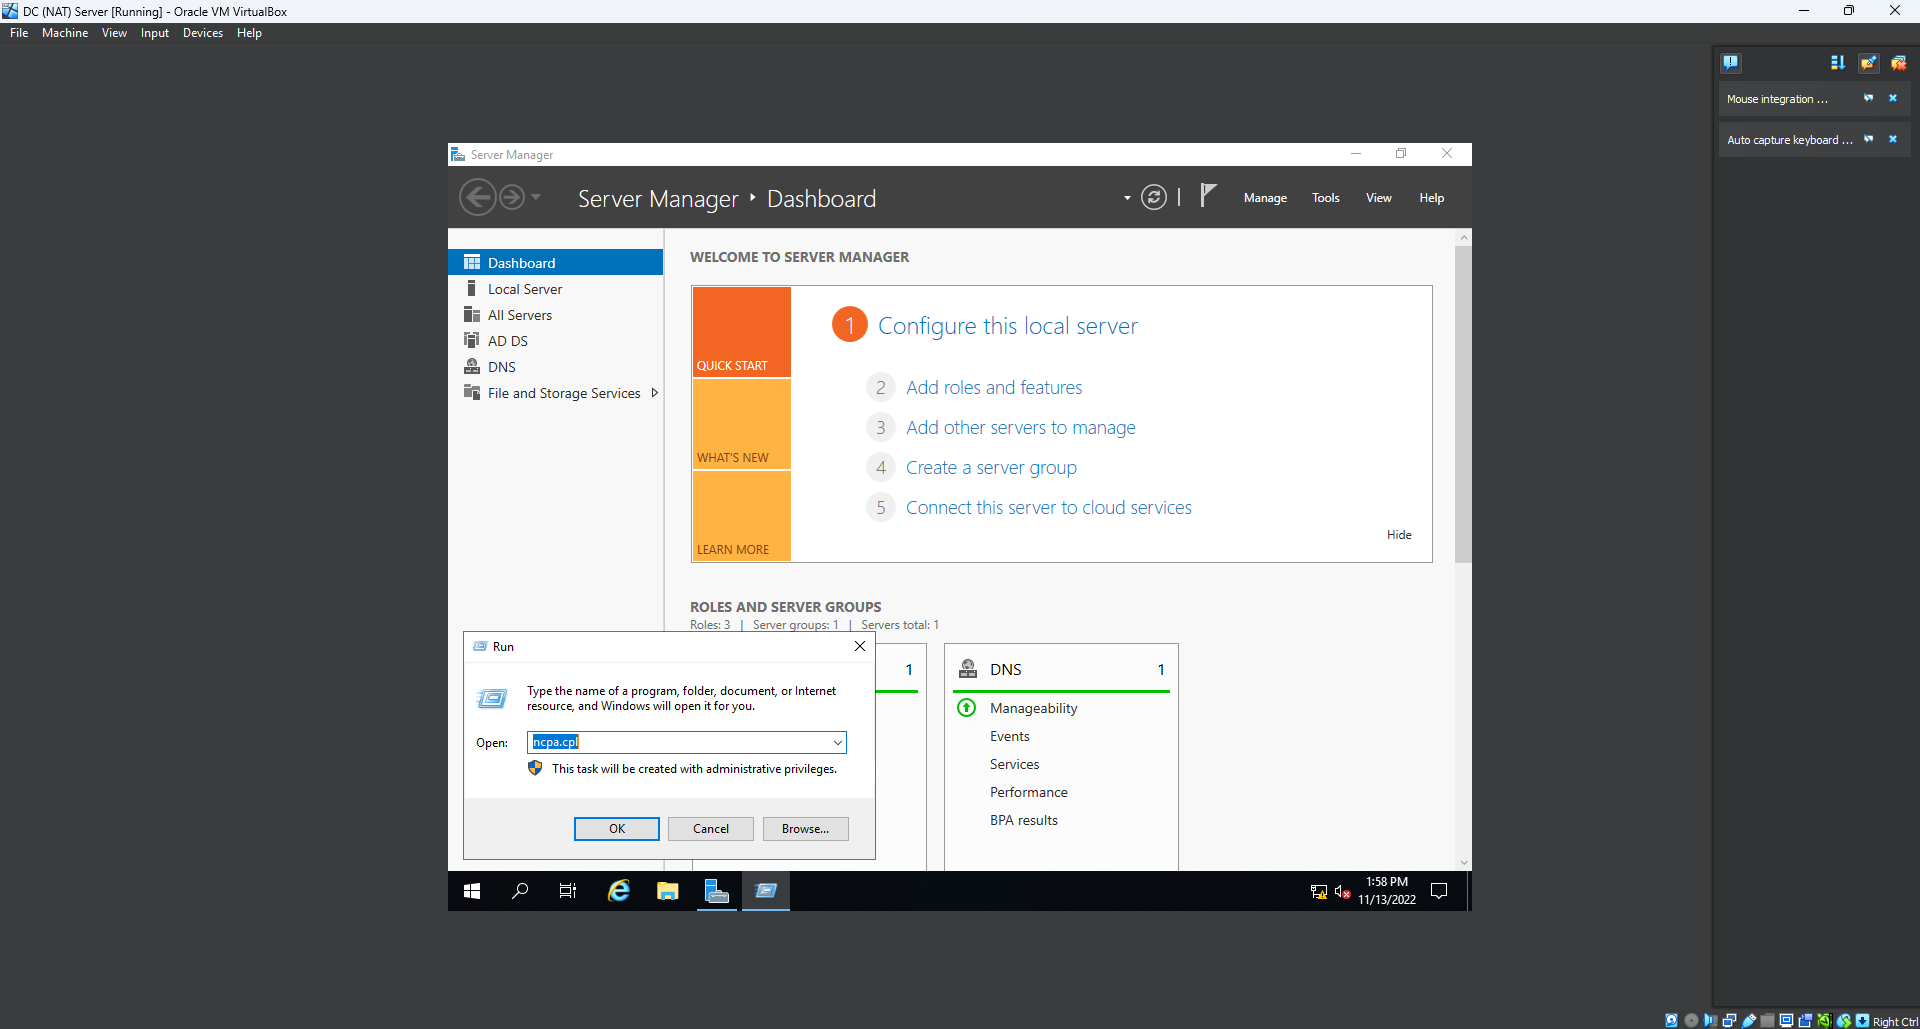 DC (NAT) Server [Running] - Oracle VM VirtualBox
File Machine View Input Devices Help
Mouse integration ...
Auto capture keyboard ...
Server Manager
Server Manager ‣ Dashboard
Manage Tools View Help
Dashboard
Local Server
All Servers
AD DS
DNS
File and Storage Services
WELCOME TO SERVER MANAGER
QUICK START
WHAT'S NEW
LEARN MORE
1 Configure this local server
2 Add roles and features
3 Add other servers to manage
4 Create a server group
5 Connect this server to cloud services
Hide
ROLES AND SERVER GROUPS
Roles: 3 | Server groups: 1 | Servers total: 1
1
DNS 1
Manageability
Events
Services
Performance
BPA results
Run
Type the name of a program, folder, document, or Internet
resource, and Windows will open it for you.
Open: ncpa.cpl
This task will be created with administrative privileges.
OK Cancel Browse...
1:58 PM
11/13/2022
Right Ctrl